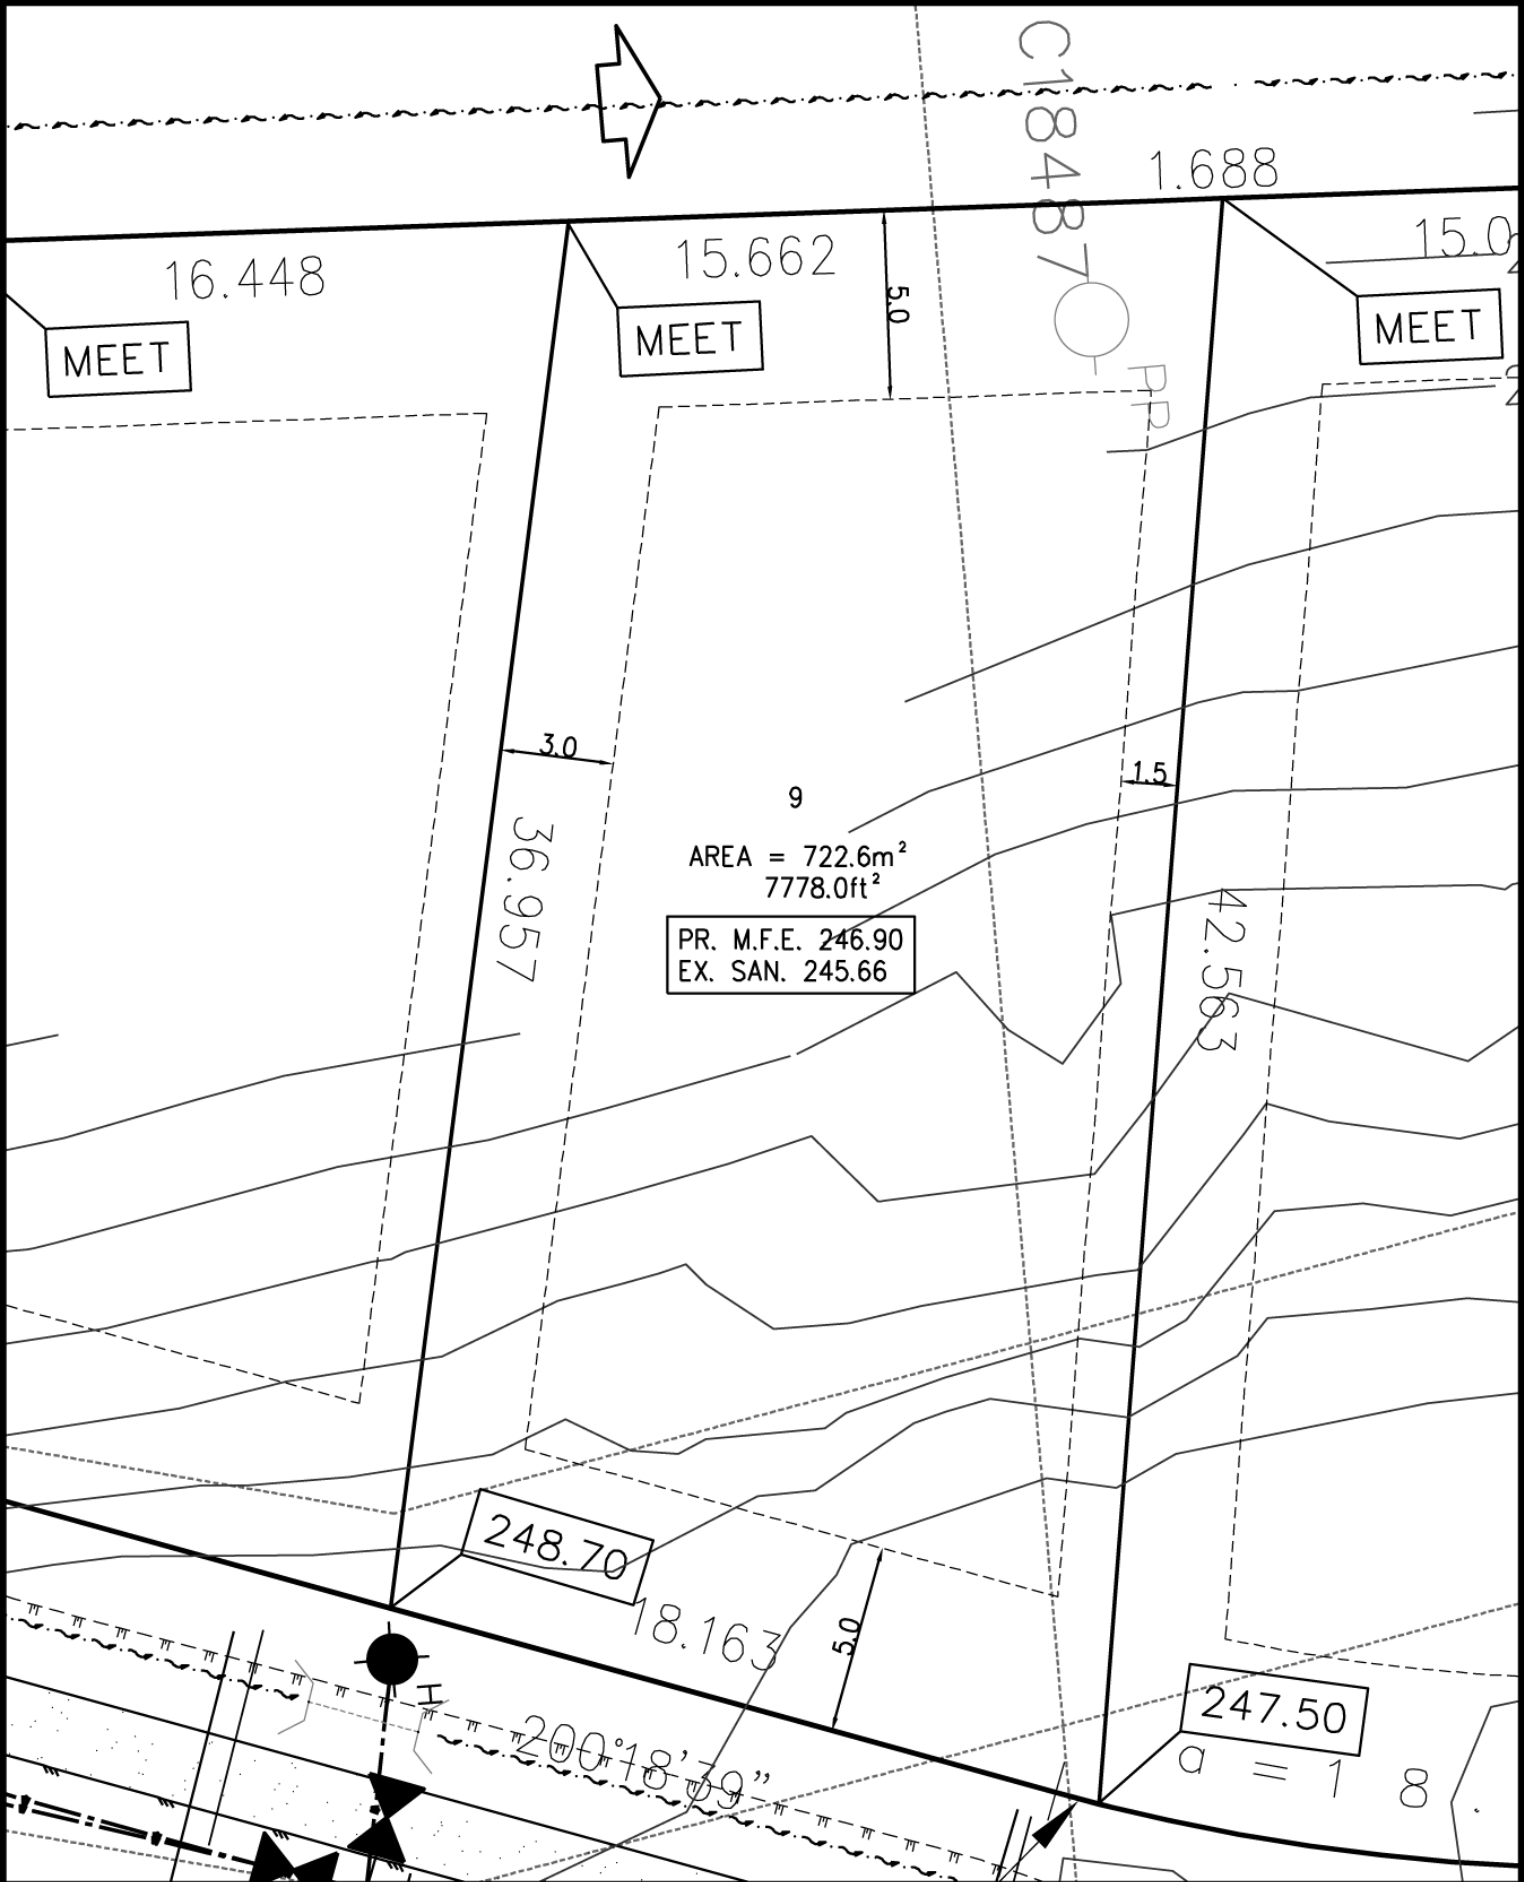 C18487
1.688
16.448
15.662
15.0
5.0
MEET
MEET
MEET
PP
3.0
1.5
9
36.957
AREA = 722.6m²
7778.0ft²
42.563
PR. M.F.E. 246.90
EX. SAN. 245.66
248.70
18.163
5.0
H
247.50
200°18'39"
a = 18.